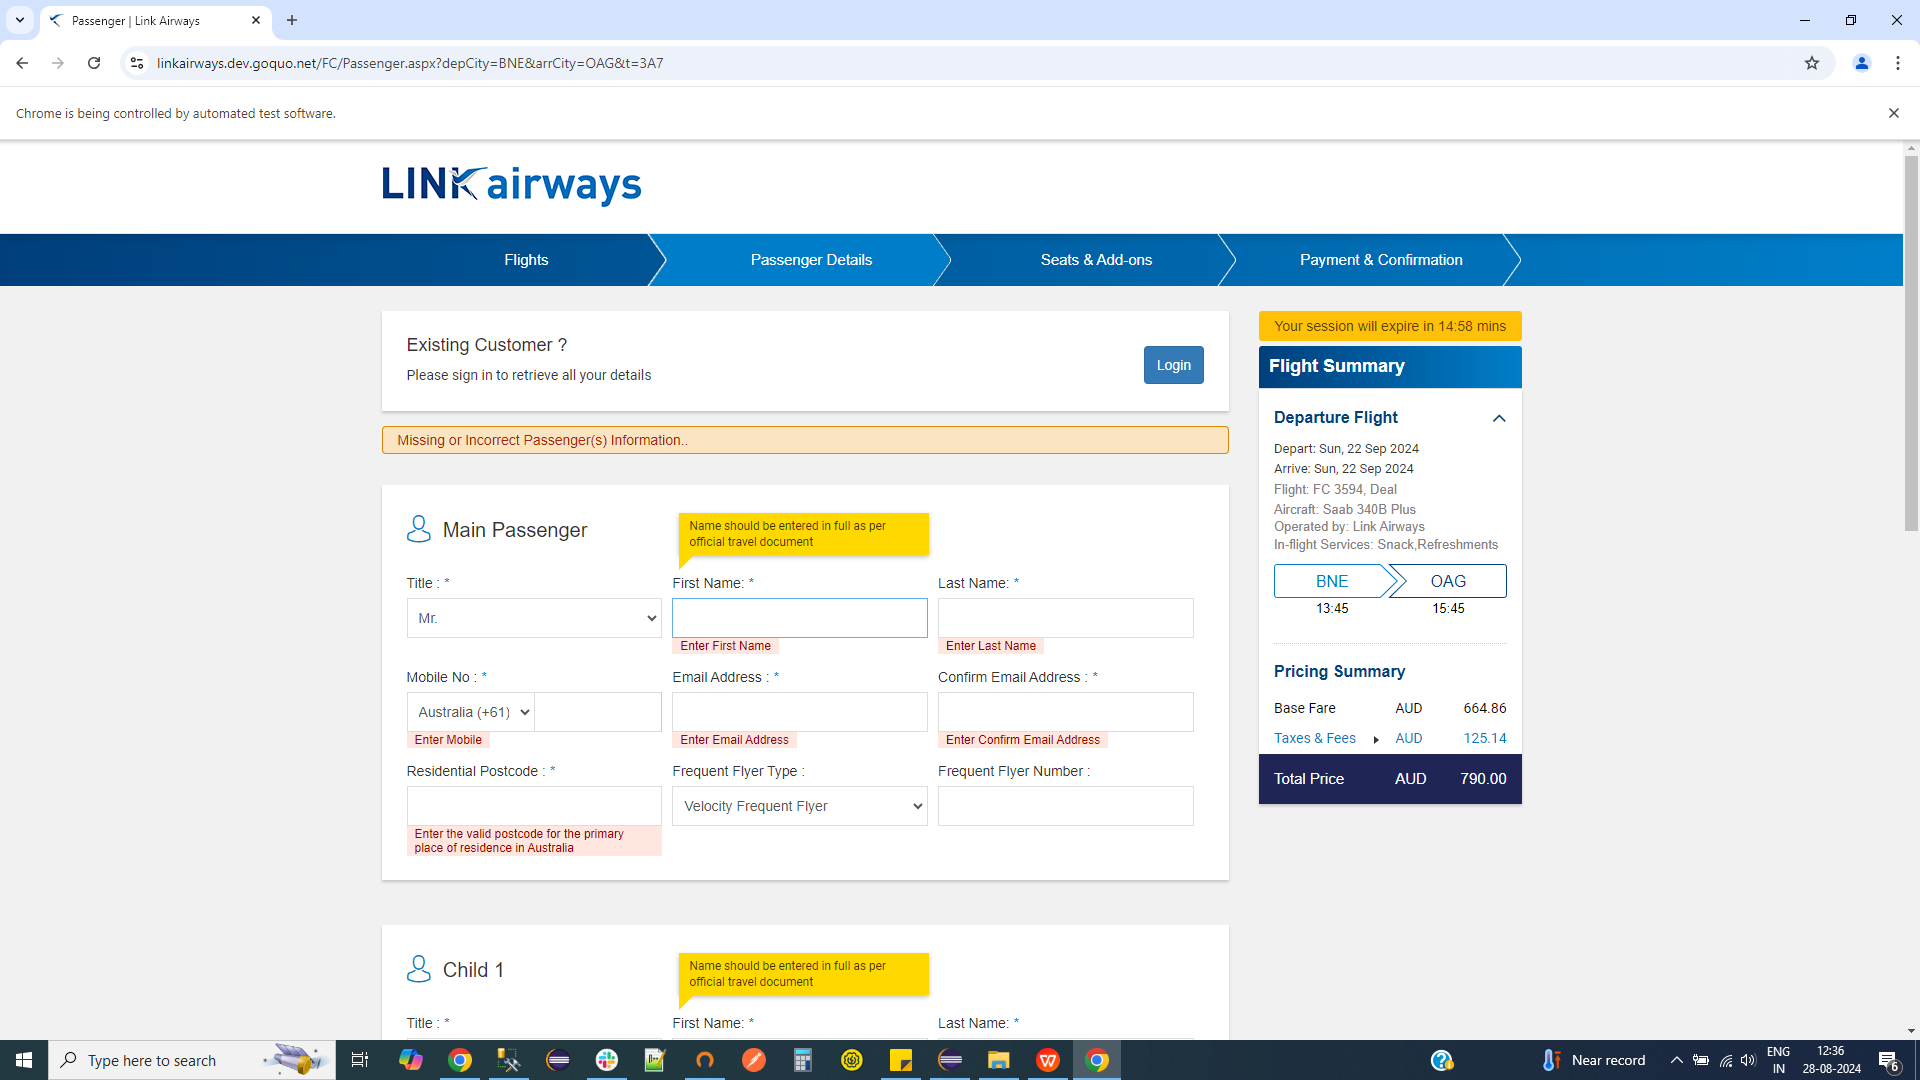 Passenger | Link Airways
linkairways.dev.goquo.net/FC/Passenger.aspx?depCity=BNE&arrCity=OAG&t=3A7
Chrome is being controlled by automated test software.
LINK airways
Flights
Passenger Details
Seats & Add-ons
Payment & Confirmation
Existing Customer ?
Please sign in to retrieve all your details
Login
Missing or Incorrect Passenger(s) Information..
Main Passenger
Name should be entered in full as per
official travel document
Title : *
First Name: *
Last Name: *
Mr.
Enter First Name
Enter Last Name
Mobile No : *
Email Address : *
Confirm Email Address : *
Australia (+61)
Enter Mobile
Enter Email Address
Enter Confirm Email Address
Residential Postcode : *
Frequent Flyer Type :
Frequent Flyer Number :
Velocity Frequent Flyer
Enter the valid postcode for the primary
place of residence in Australia
Child 1
Name should be entered in full as per
official travel document
Title : *
First Name: *
Last Name: *
Your session will expire in 14:58 mins
Flight Summary
Departure Flight
Depart: Sun, 22 Sep 2024
Arrive: Sun, 22 Sep 2024
Flight: FC 3594, Deal
Aircraft: Saab 340B Plus
Operated by: Link Airways
In-flight Services: Snack,Refreshments
BNE
OAG
13:45
15:45
Pricing Summary
Base Fare AUD 664.86
Taxes & Fees AUD 125.14
Total Price AUD 790.00
Type here to search
Near record
ENG
IN
12:36
28-08-2024
6